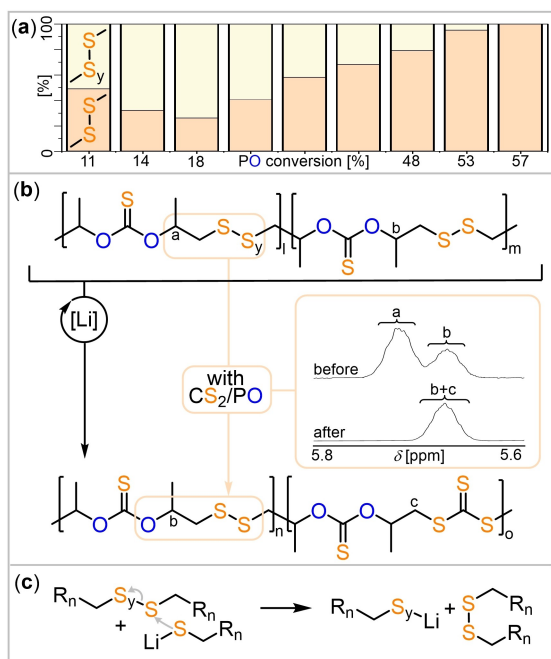 (a)
100
[%]
0
S
S
y
S
S
11 14 18 PO conversion [%] 48 53 57
(b)
S
O O a S S y l O O b S S m
S
[Li]
with
CS2/PO
a
b
before
b+c
after
5.8 δ [ppm] 5.6
S c S
O O b S S n O O S S o
S
(c)
Rn Sy S Rn
+ Li S Rn
Rn Sy Li + S Rn
S Rn